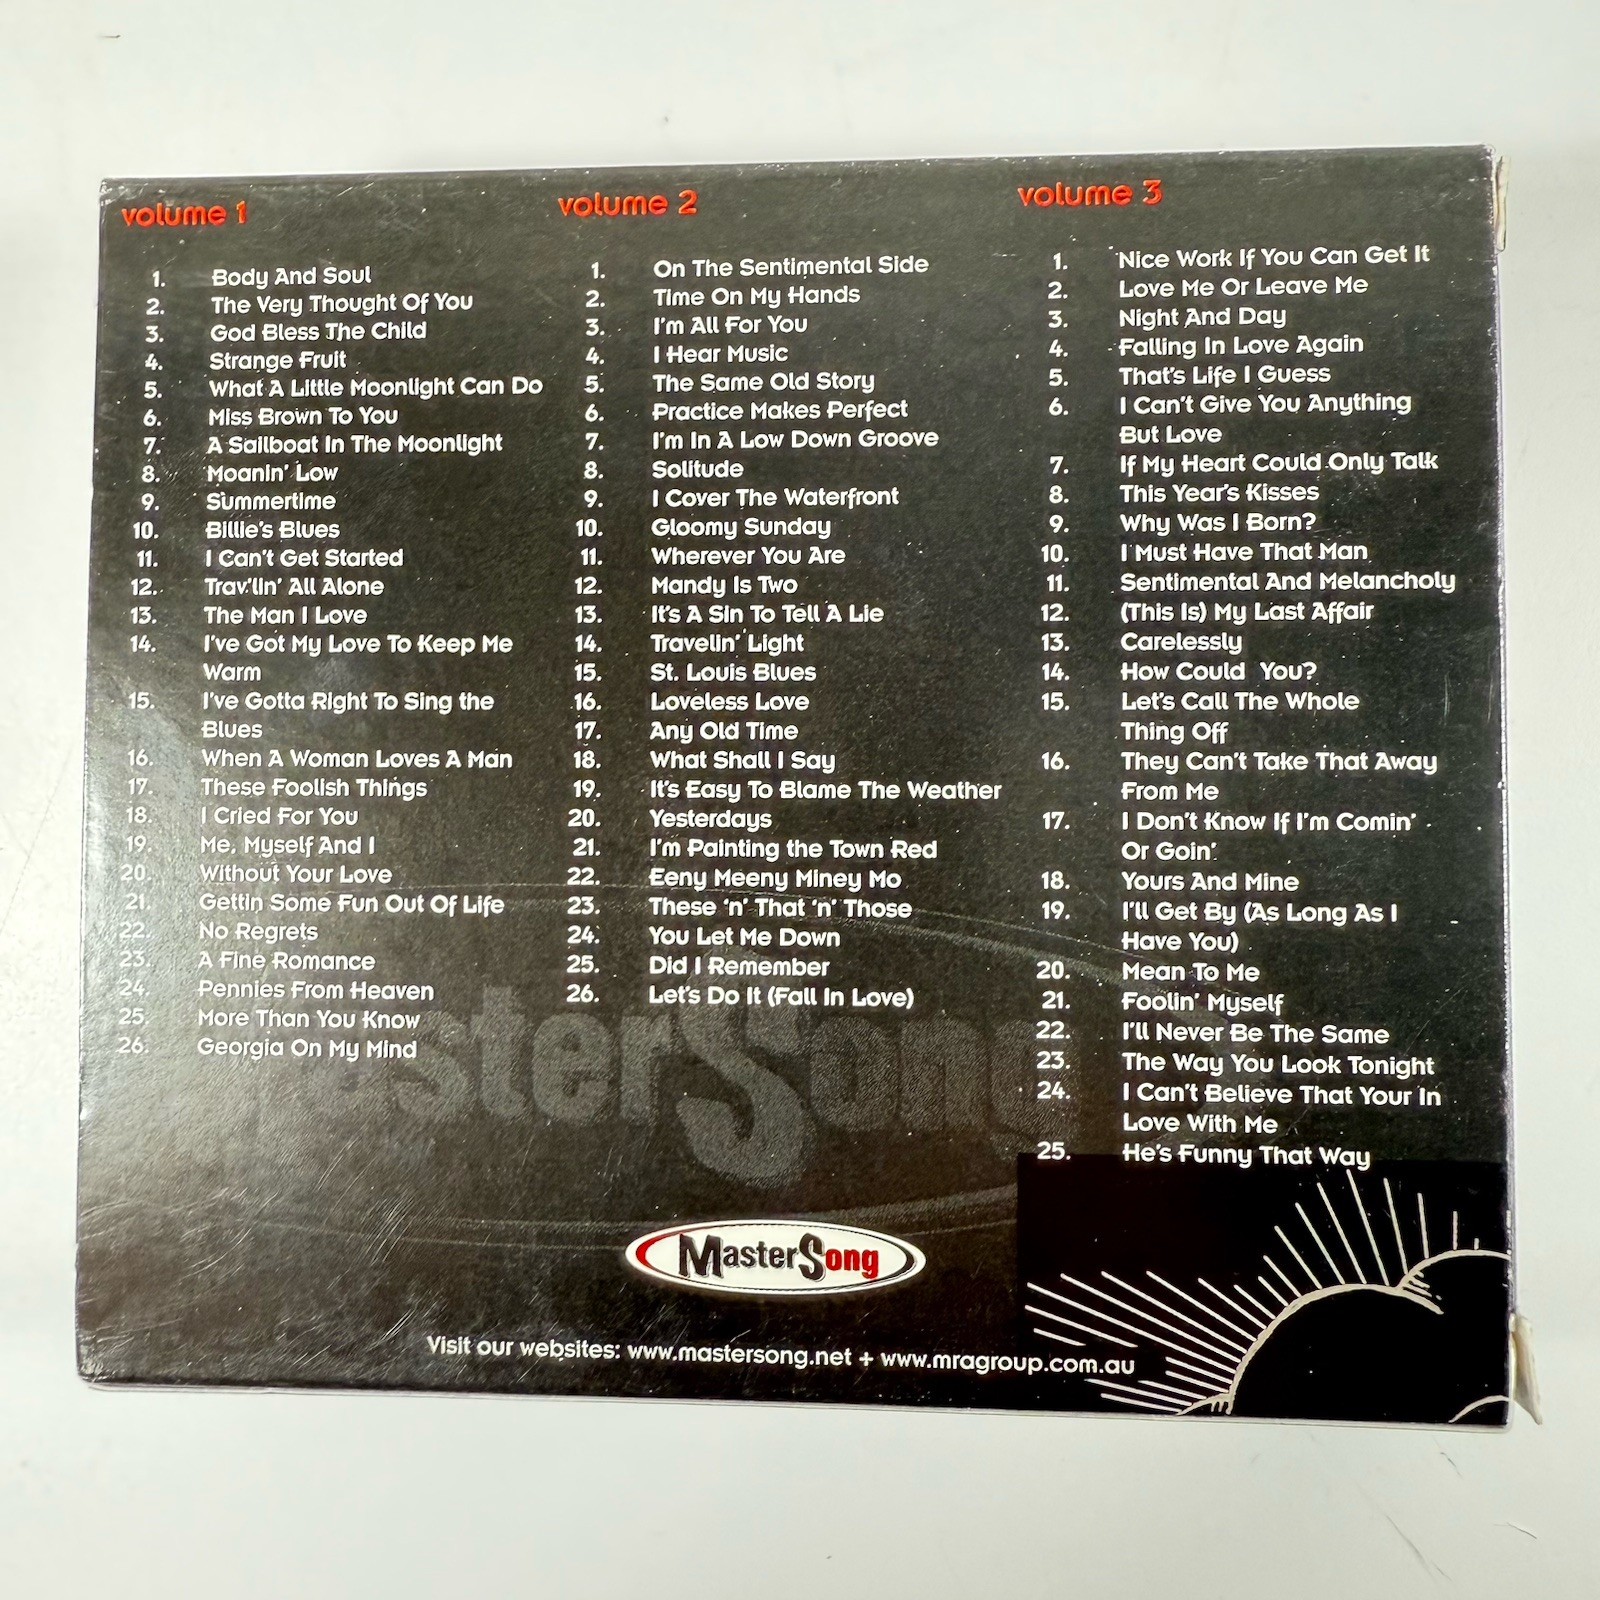 volume 1
1. Body And Soul
2. The Very Thought Of You
3. God Bless The Child
4. Strange Fruit
5. What A Little Moonlight Can Do
6. Miss Brown To You
7. A Sailboat In The Moonlight
8. Moanin' Low
9. Summertime
10. Billie's Blues
11. I Can't Get Started
12. Trav'lin' All Alone
13. The Man I Love
14. I've Got My Love To Keep Me
Warm
15. I've Gotta Right To Sing the
Blues
16. When A Woman Loves A Man
17. These Foolish Things
18. I Cried For You
19. Me, Myself And I
20. Without Your Love
21. Gettin Some Fun Out Of Life
22. No Regrets
23. A Fine Romance
24. Pennies From Heaven
25. More Than You Know
26. Georgia On My Mind
volume 2
1. On The Sentimental Side
2. Time On My Hands
3. I'm All For You
4. I Hear Music
5. The Same Old Story
6. Practice Makes Perfect
7. I'm In A Low Down Groove
8. Solitude
9. I Cover The Waterfront
10. Gloomy Sunday
11. Wherever You Are
12. Mandy Is Two
13. It's A Sin To Tell A Lie
14. Travelin' Light
15. St. Louis Blues
16. Loveless Love
17. Any Old Time
18. What Shall I Say
19. It's Easy To Blame The Weather
20. Yesterdays
21. I'm Painting the Town Red
22. Eeny Meeny Miney Mo
23. These 'n' That 'n' Those
24. You Let Me Down
25. Did I Remember
26. Let's Do It (Fall In Love)
volume 3
1. Nice Work If You Can Get It
2. Love Me Or Leave Me
3. Night And Day
4. Falling In Love Again
5. That's Life I Guess
6. I Can't Give You Anything
But Love
7. If My Heart Could Only Talk
8. This Year's Kisses
9. Why Was I Born?
10. I Must Have That Man
11. Sentimental And Melancholy
12. (This Is) My Last Affair
13. Carelessly
14. How Could You?
15. Let's Call The Whole
Thing Off
16. They Can't Take That Away
From Me
17. I Don't Know If I'm Comin'
Or Goin'
18. Yours And Mine
19. I'll Get By (As Long As I
Have You)
20. Mean To Me
21. Foolin' Myself
22. I'll Never Be The Same
23. The Way You Look Tonight
24. I Can't Believe That Your In
Love With Me
25. He's Funny That Way
MasterSong
MasterSong
Visit our websites: www.mastersong.net + www.mragroup.com.au